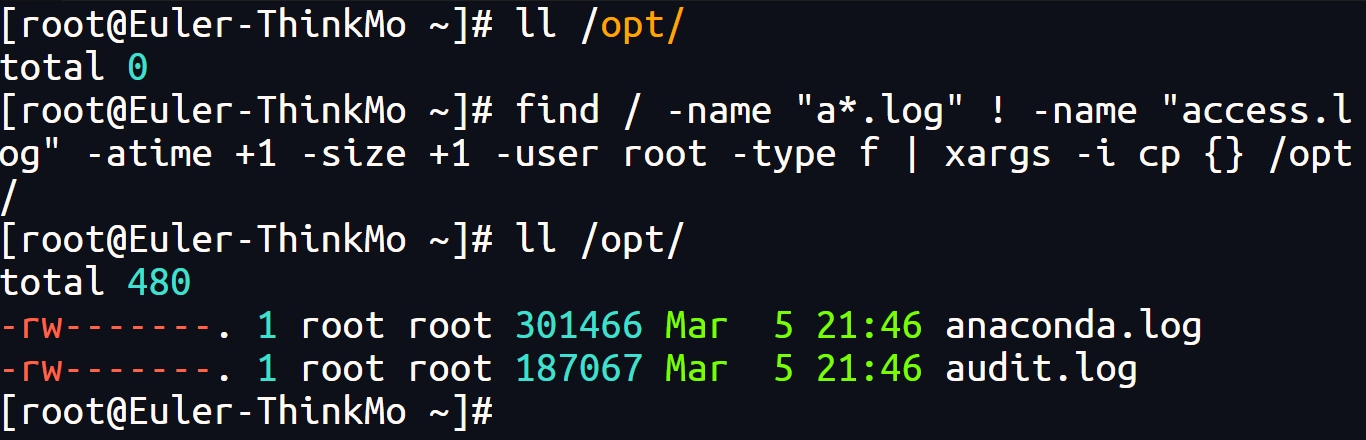 [root@Euler-ThinkMo ~]# ll /opt/
total 0
[root@Euler-ThinkMo ~]# find / -name "a*.log" ! -name "access.l
og" -atime +1 -size +1 -user root -type f | xargs -i cp {} /opt
/
[root@Euler-ThinkMo ~]# ll /opt/
total 480
-rw-------. 1 root root 301466 Mar  5 21:46 anaconda.log
-rw-------. 1 root root 187067 Mar  5 21:46 audit.log
[root@Euler-ThinkMo ~]#